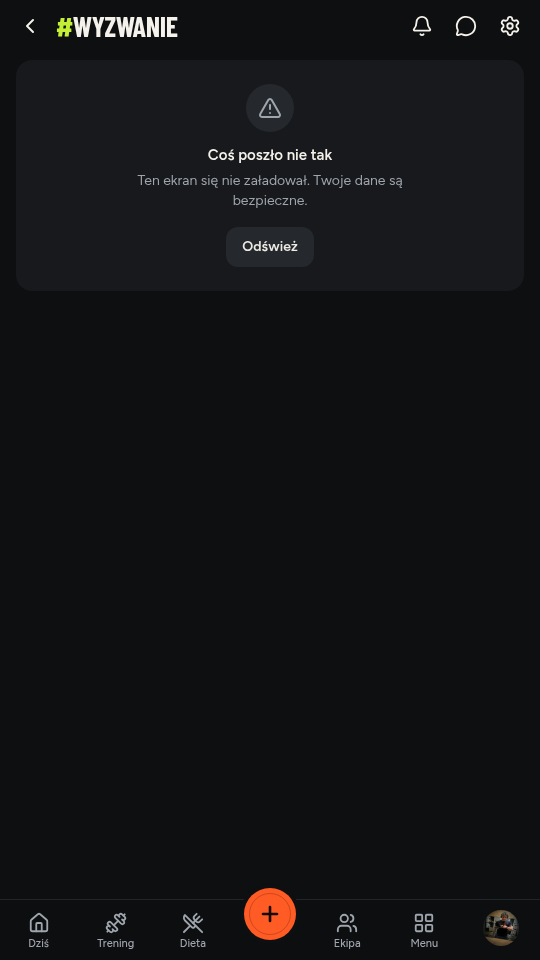 #WYZWANIE
Coś poszło nie tak
Ten ekran się nie załadował. Twoje dane są
bezpieczne.
Odśwież
Dziś
Trening
Dieta
Ekipa
Menu